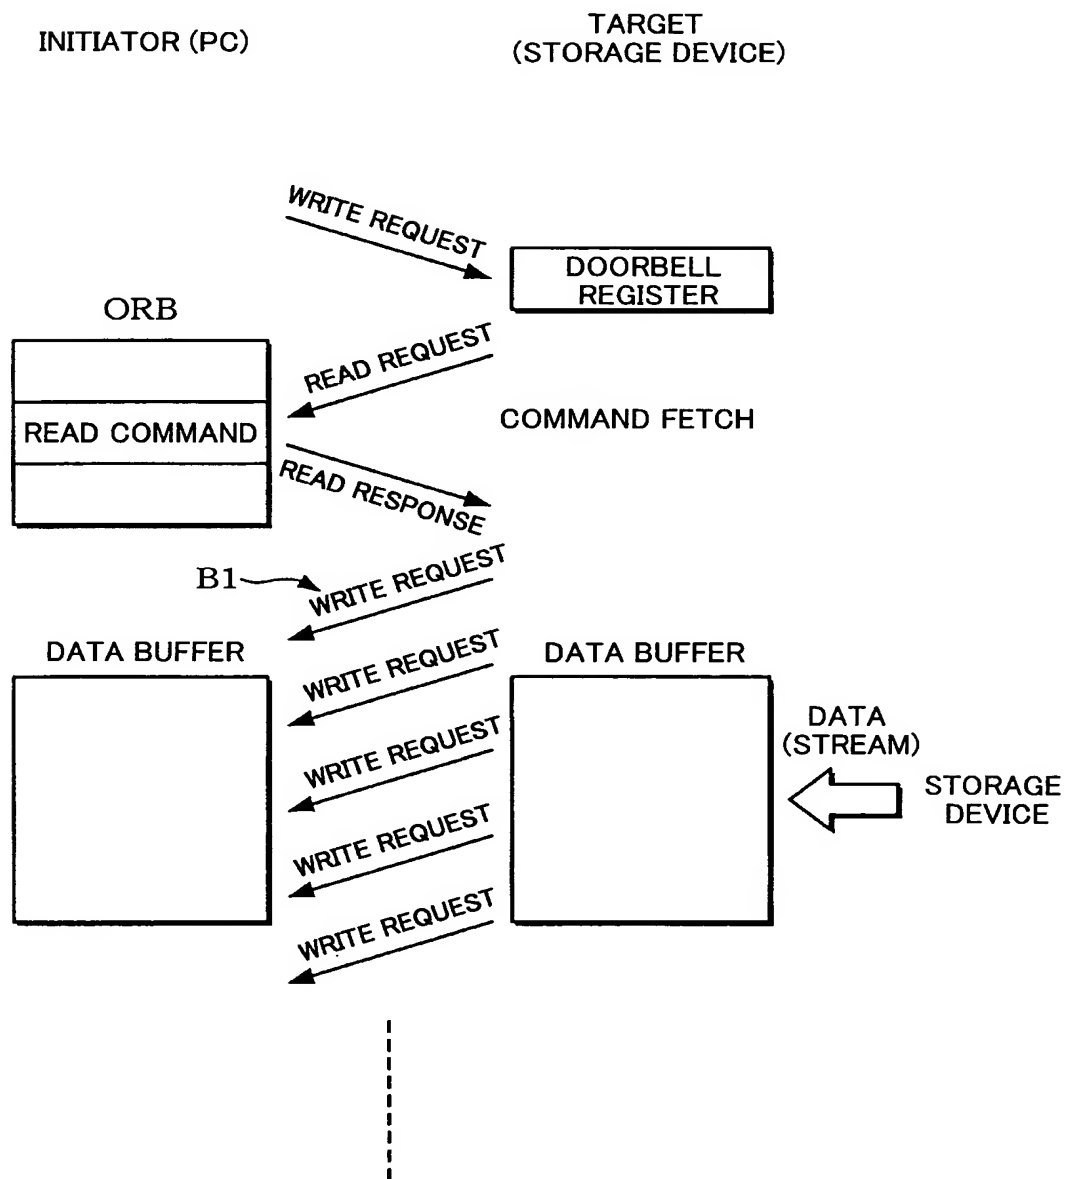 INITIATOR (PC)
TARGET
(STORAGE DEVICE)
WRITE REQUEST
DOORBELL
REGISTER
ORB
READ REQUEST
READ COMMAND
COMMAND FETCH
READ RESPONSE
B1
WRITE REQUEST
DATA BUFFER
WRITE REQUEST
DATA BUFFER
DATA
(STREAM)
WRITE REQUEST
STORAGE
DEVICE
WRITE REQUEST
WRITE REQUEST